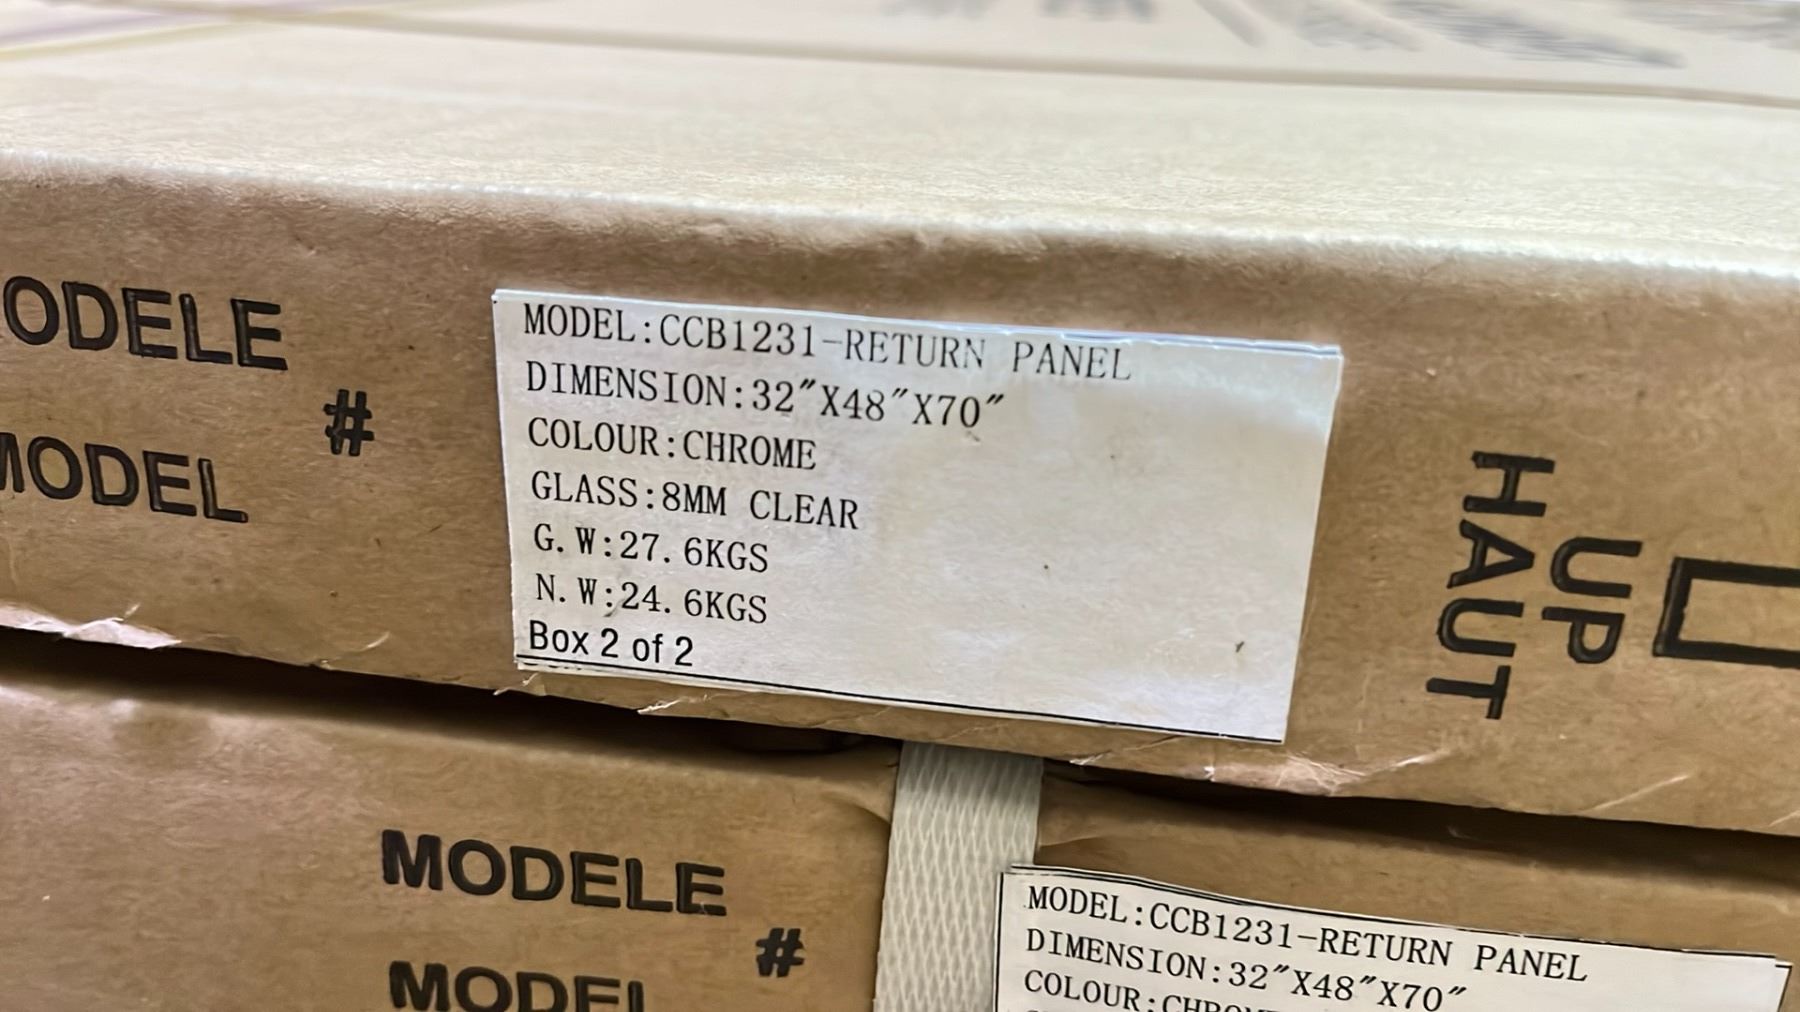 ODELE
#
MODEL
MODEL:CCB1231-RETURN PANEL
DIMENSION:32"X48"X70"
COLOUR:CHROME
GLASS:8MM CLEAR
G.W:27.6KGS
N.W:24.6KGS
Box 2 of 2
UP
HAUT
MODELE
#
MODEL
MODEL:CCB1231-RETURN PANEL
DIMENSION:32"X48"X70"